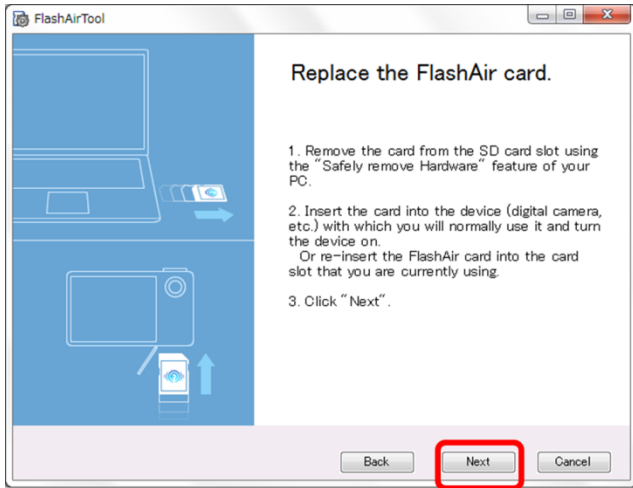 FlashAirTool
Replace the FlashAir card.
1. Remove the card from the SD card slot using
the "Safely remove Hardware" feature of your
PC.
2. Insert the card into the device (digital camera,
etc.) with which you will normally use it and turn
the device on.
Or re-insert the FlashAir card into the card
slot that you are currently using.
3. Click "Next".
Back Next Cancel